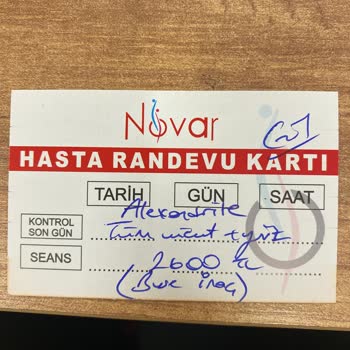 Novar
HASTA RANDEVU KARTI
TARİH GÜN SAAT
Alexandrite
KONTROL
SON GÜN
Tüm vücut + yüz
SEANS
2600 TL